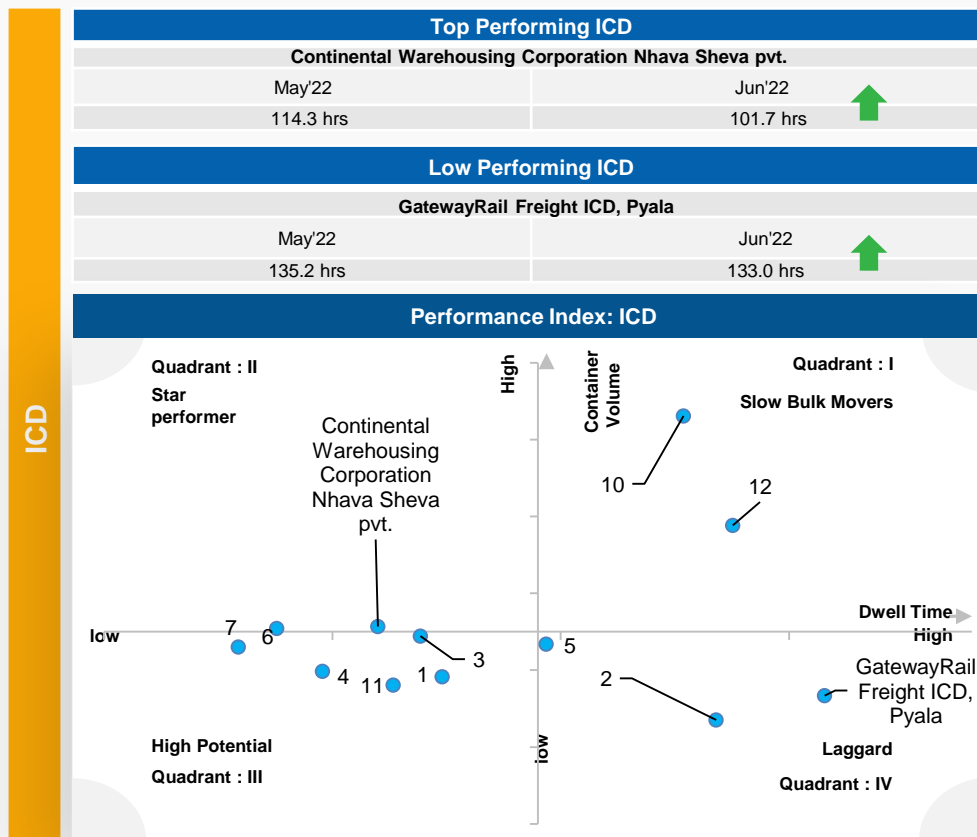 ICD
Top Performing ICD
Continental Warehousing Corporation Nhava Sheva pvt.
May'22 Jun'22
114.3 hrs 101.7 hrs
Low Performing ICD
GatewayRail Freight ICD, Pyala
May'22 Jun'22
135.2 hrs 133.0 hrs
Performance Index: ICD
Quadrant : II
Star
performer
High
Container
Volume
Quadrant : I
Slow Bulk Movers
Continental
Warehousing
Corporation
Nhava Sheva
pvt.
10
12
Dwell Time
High
low
7
6
3
5
4
11
1
2
GatewayRail
Freight ICD,
Pyala
low
High Potential
Quadrant : III
Laggard
Quadrant : IV